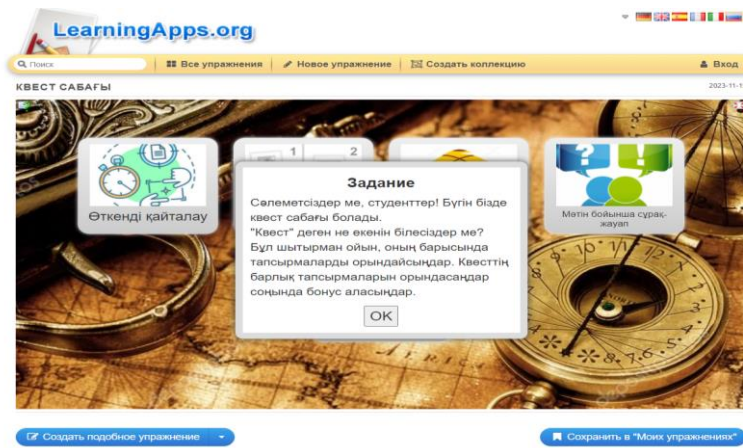 LearningApps.org
Поиск
Все упражнения
Новое упражнение
Создать коллекцию
Вход
КВЕСТ САБАҒЫ
2023-11-1
1 2
Өткенді қайталау
Мәтін бойынша сұрақ-
жауап
Задание
Сәлеметсіздер ме, студенттер! Бүгін бізде
квест сабағы болады.
"Квест" деген не екенін білесіздер ме?
Бұл шытырман ойын, оның барысында
тапсырмаларды орындайсыңдар. Квесттің
барлық тапсырмаларын орындасаңдар
соңында бонус аласыңдар.
OK
Создать подобное упражнение
Сохранить в "Моих упражнениях"